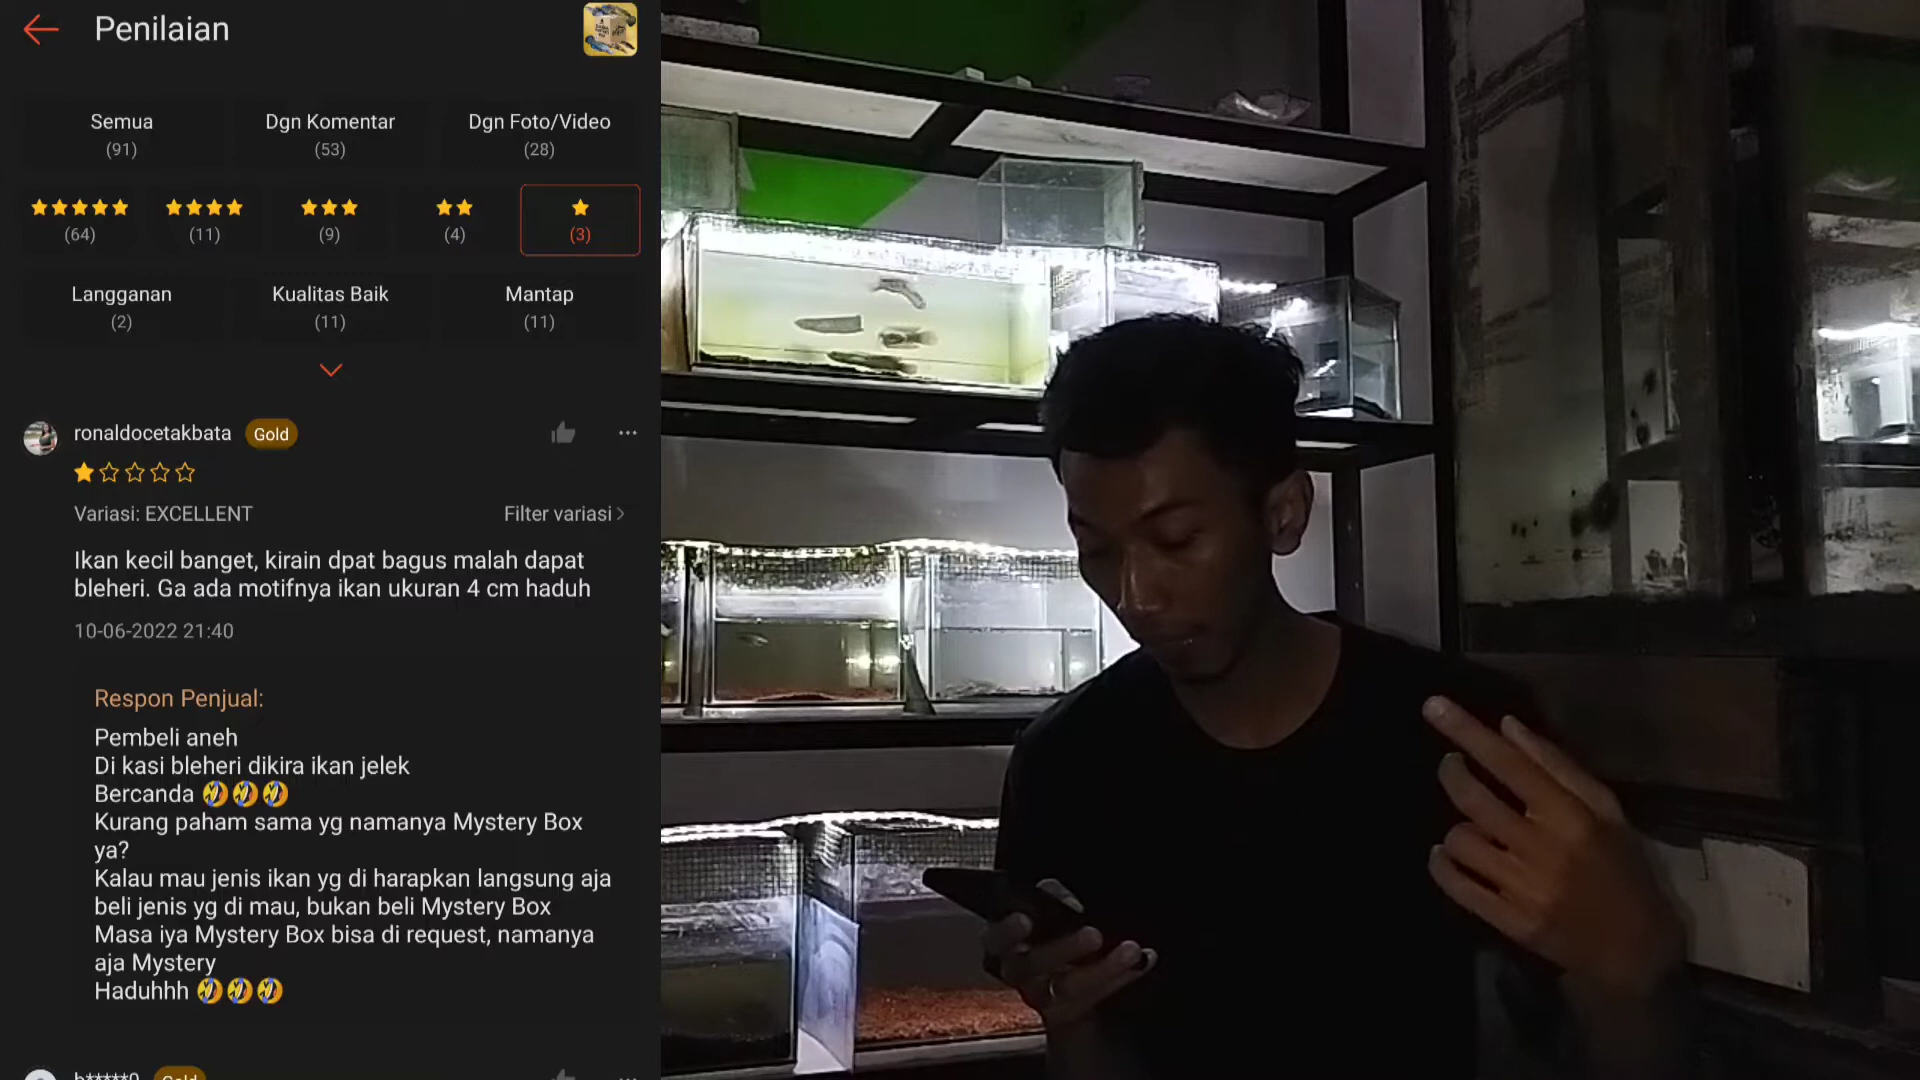 Penilaian
Semua
(91)
Dgn Komentar
(53)
Dgn Foto/Video
(28)
(64)
(11)
(9)
(4)
(3)
Langganan
(2)
Kualitas Baik
(11)
Mantap
(11)
ronaldocetakbata Gold
Variasi: EXCELLENT
Filter variasi
Ikan kecil banget, kirain dpat bagus malah dapat
bleheri. Ga ada motifnya ikan ukuran 4 cm haduh
10-06-2022 21:40
Respon Penjual:
Pembeli aneh
Di kasi bleheri dikira ikan jelek
Bercanda 🤣🤣🤣
Kurang paham sama yg namanya Mystery Box
ya?
Kalau mau jenis ikan yg di harapkan langsung aja
beli jenis yg di mau, bukan beli Mystery Box
Masa iya Mystery Box bisa di request, namanya
aja Mystery
Haduhhh 🤣🤣🤣